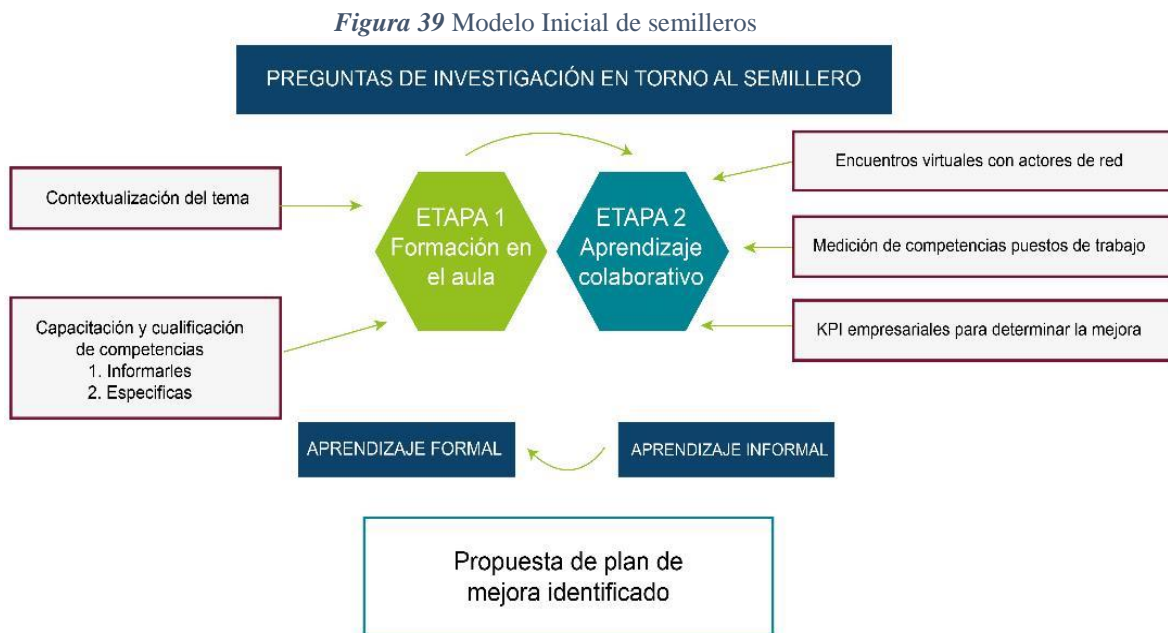 Figura 39 Modelo Inicial de semilleros
PREGUNTAS DE INVESTIGACIÓN EN TORNO AL SEMILLERO
Contextualización del tema
Capacitación y cualificación
de competencias
1. Informarles
2. Especificas
ETAPA 1
Formación en
el aula
ETAPA 2
Aprendizaje
colaborativo
Encuentros virtuales con actores de red
Medición de competencias puestos de trabajo
KPI empresariales para determinar la mejora
APRENDIZAJE FORMAL
APRENDIZAJE INFORMAL
Propuesta de plan de
mejora identificado